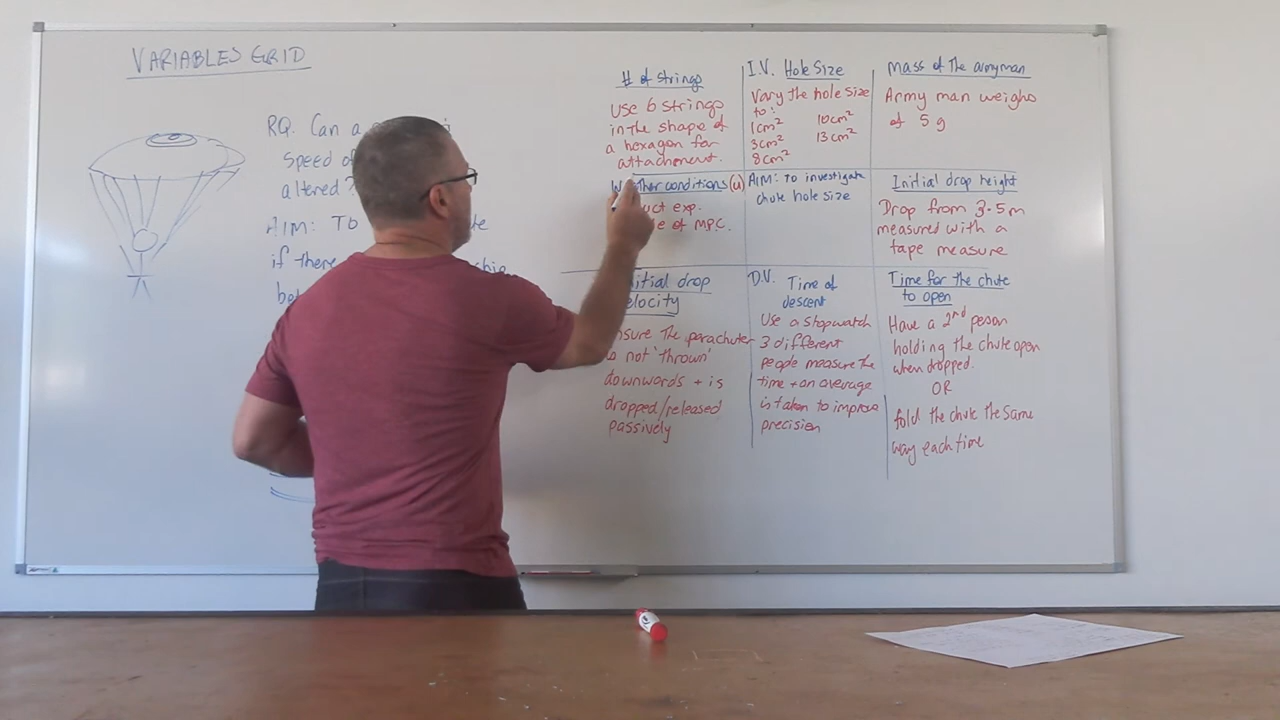 VARIABLES GRID
RQ. Can a
speed of
altered?
AIM: To
if there
# of strings
Use 6 strings
in the shape of
a hexagon for
attachment.
conditions (u)
exp.
of MPC.
drop
Ensure the parachuter
is not 'thrown'
downwards + is
dropped/released
passively
I.V. Hole Size
Vary the hole size
to:
1cm² 10cm²
3cm² 13cm²
8cm²
AIM: To investigate
chute hole size
D.V. Time of
descent
Use a stopwatch
3 different
people measure the
time + an average
is taken to improve
precision
Mass of the armyman
Army man weighs
of 5g
Initial drop height
Drop from 3.5m
measured with a
tape measure
Time for the chute
to open
Have a 2nd person
holding the chute open
when dropped.
OR
fold the chute the same
way each time